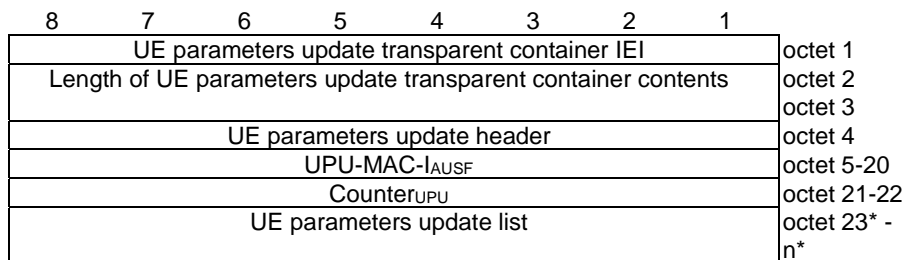 8 7 6 5 4 3 2 1
UE parameters update transparent container IEI octet 1
Length of UE parameters update transparent container contents octet 2
octet 3
UE parameters update header octet 4
UPU-MAC-IAUSF octet 5-20
CounterUPU octet 21-22
UE parameters update list octet 23* -
n*